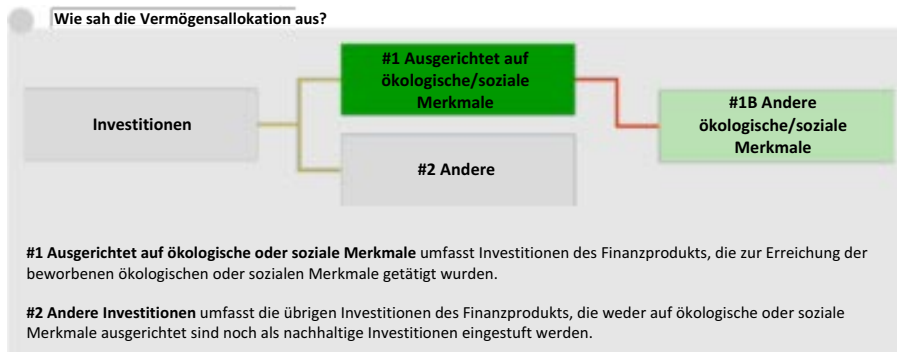 Wie sah die Vermögensallokation aus?
#1 Ausgerichtet auf
ökologische/soziale
Merkmale
Investitionen
#1B Andere
ökologische/soziale
Merkmale
#2 Andere
#1 Ausgerichtet auf ökologische oder soziale Merkmale umfasst Investitionen des Finanzprodukts, die zur Erreichung der
beworbenen ökologischen oder sozialen Merkmale getätigt wurden.
#2 Andere Investitionen umfasst die übrigen Investitionen des Finanzprodukts, die weder auf ökologische oder soziale
Merkmale ausgerichtet sind noch als nachhaltige Investitionen eingestuft werden.